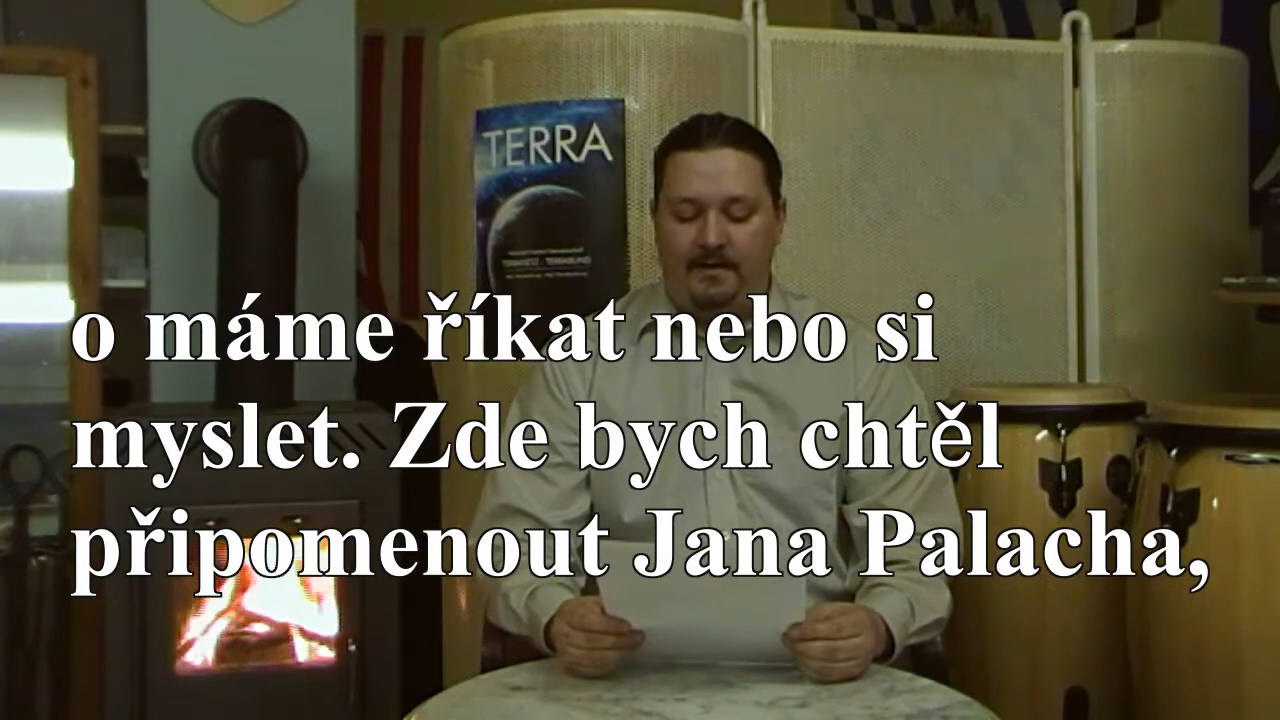 TERRA
o máme říkat nebo si
myslet. Zde bych chtěl
připomenout Jana Palacha,